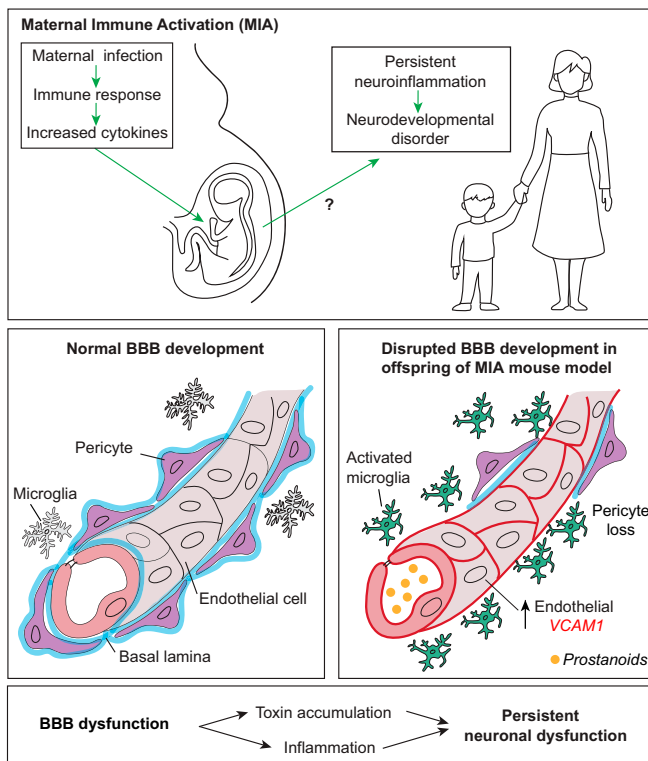 Maternal Immune Activation (MIA)
Maternal infection
Immune response
Increased cytokines
Persistent
neuroinflammation
Neurodevelopmental
disorder
?
Normal BBB development
Pericyte
Microglia
Endothelial cell
Basal lamina
Disrupted BBB development in
offspring of MIA mouse model
Activated
microglia
Pericyte
loss
Endothelial
VCAM1
Prostanoids
BBB dysfunction
Toxin accumulation
Inflammation
Persistent
neuronal dysfunction